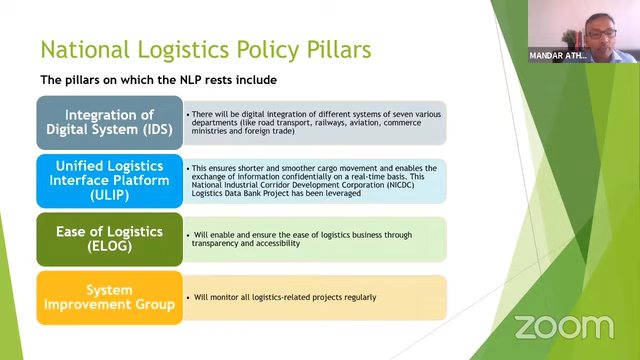 National Logistics Policy Pillars
The pillars on which the NLP rests include
Integration of
Digital System (IDS)
• There will be digital integration of different systems of seven various
departments (like road transport, railways, aviation, commerce
ministries and foreign trade)
Unified Logistics
Interface Platform
(ULIP)
• This ensures shorter and smoother cargo movement and enables the
exchange of information confidentially on a real-time basis. This
National Industrial Corridor Development Corporation (NICDC)
Logistics Data Bank Project has been leveraged
Ease of Logistics
(ELOG)
• Will enable and ensure the ease of logistics business through
transparency and accessibility
System
Improvement Group
• Will monitor all logistics-related projects regularly
MANDAR ATH...
zoom